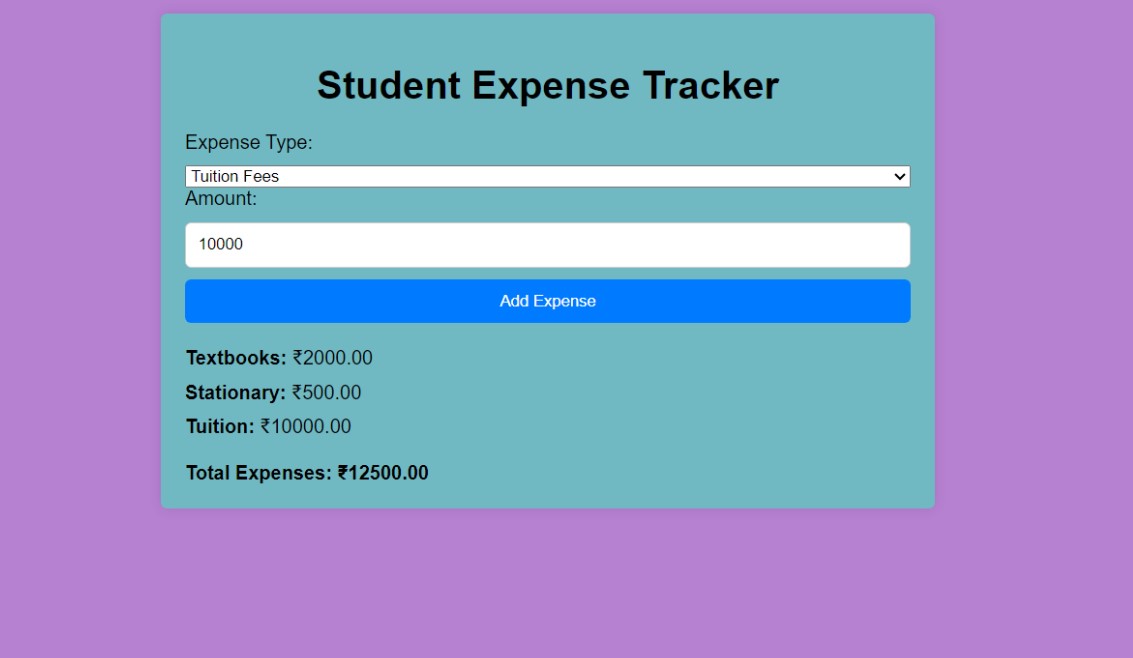 Student Expense Tracker
Expense Type:
Tuition Fees
Amount:
10000
Add Expense
Textbooks: ₹2000.00
Stationary: ₹500.00
Tuition: ₹10000.00
Total Expenses: ₹12500.00